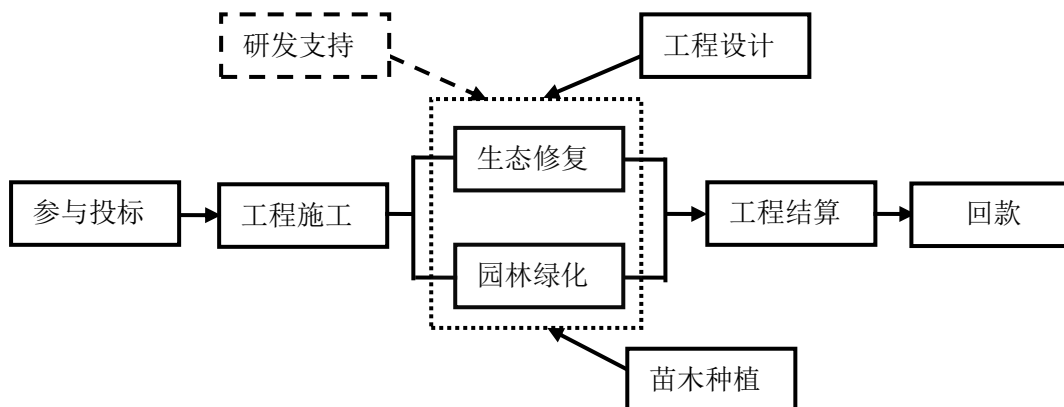 研发支持
工程设计
生态修复
参与投标
工程施工
工程结算
回款
园林绿化
苗木种植